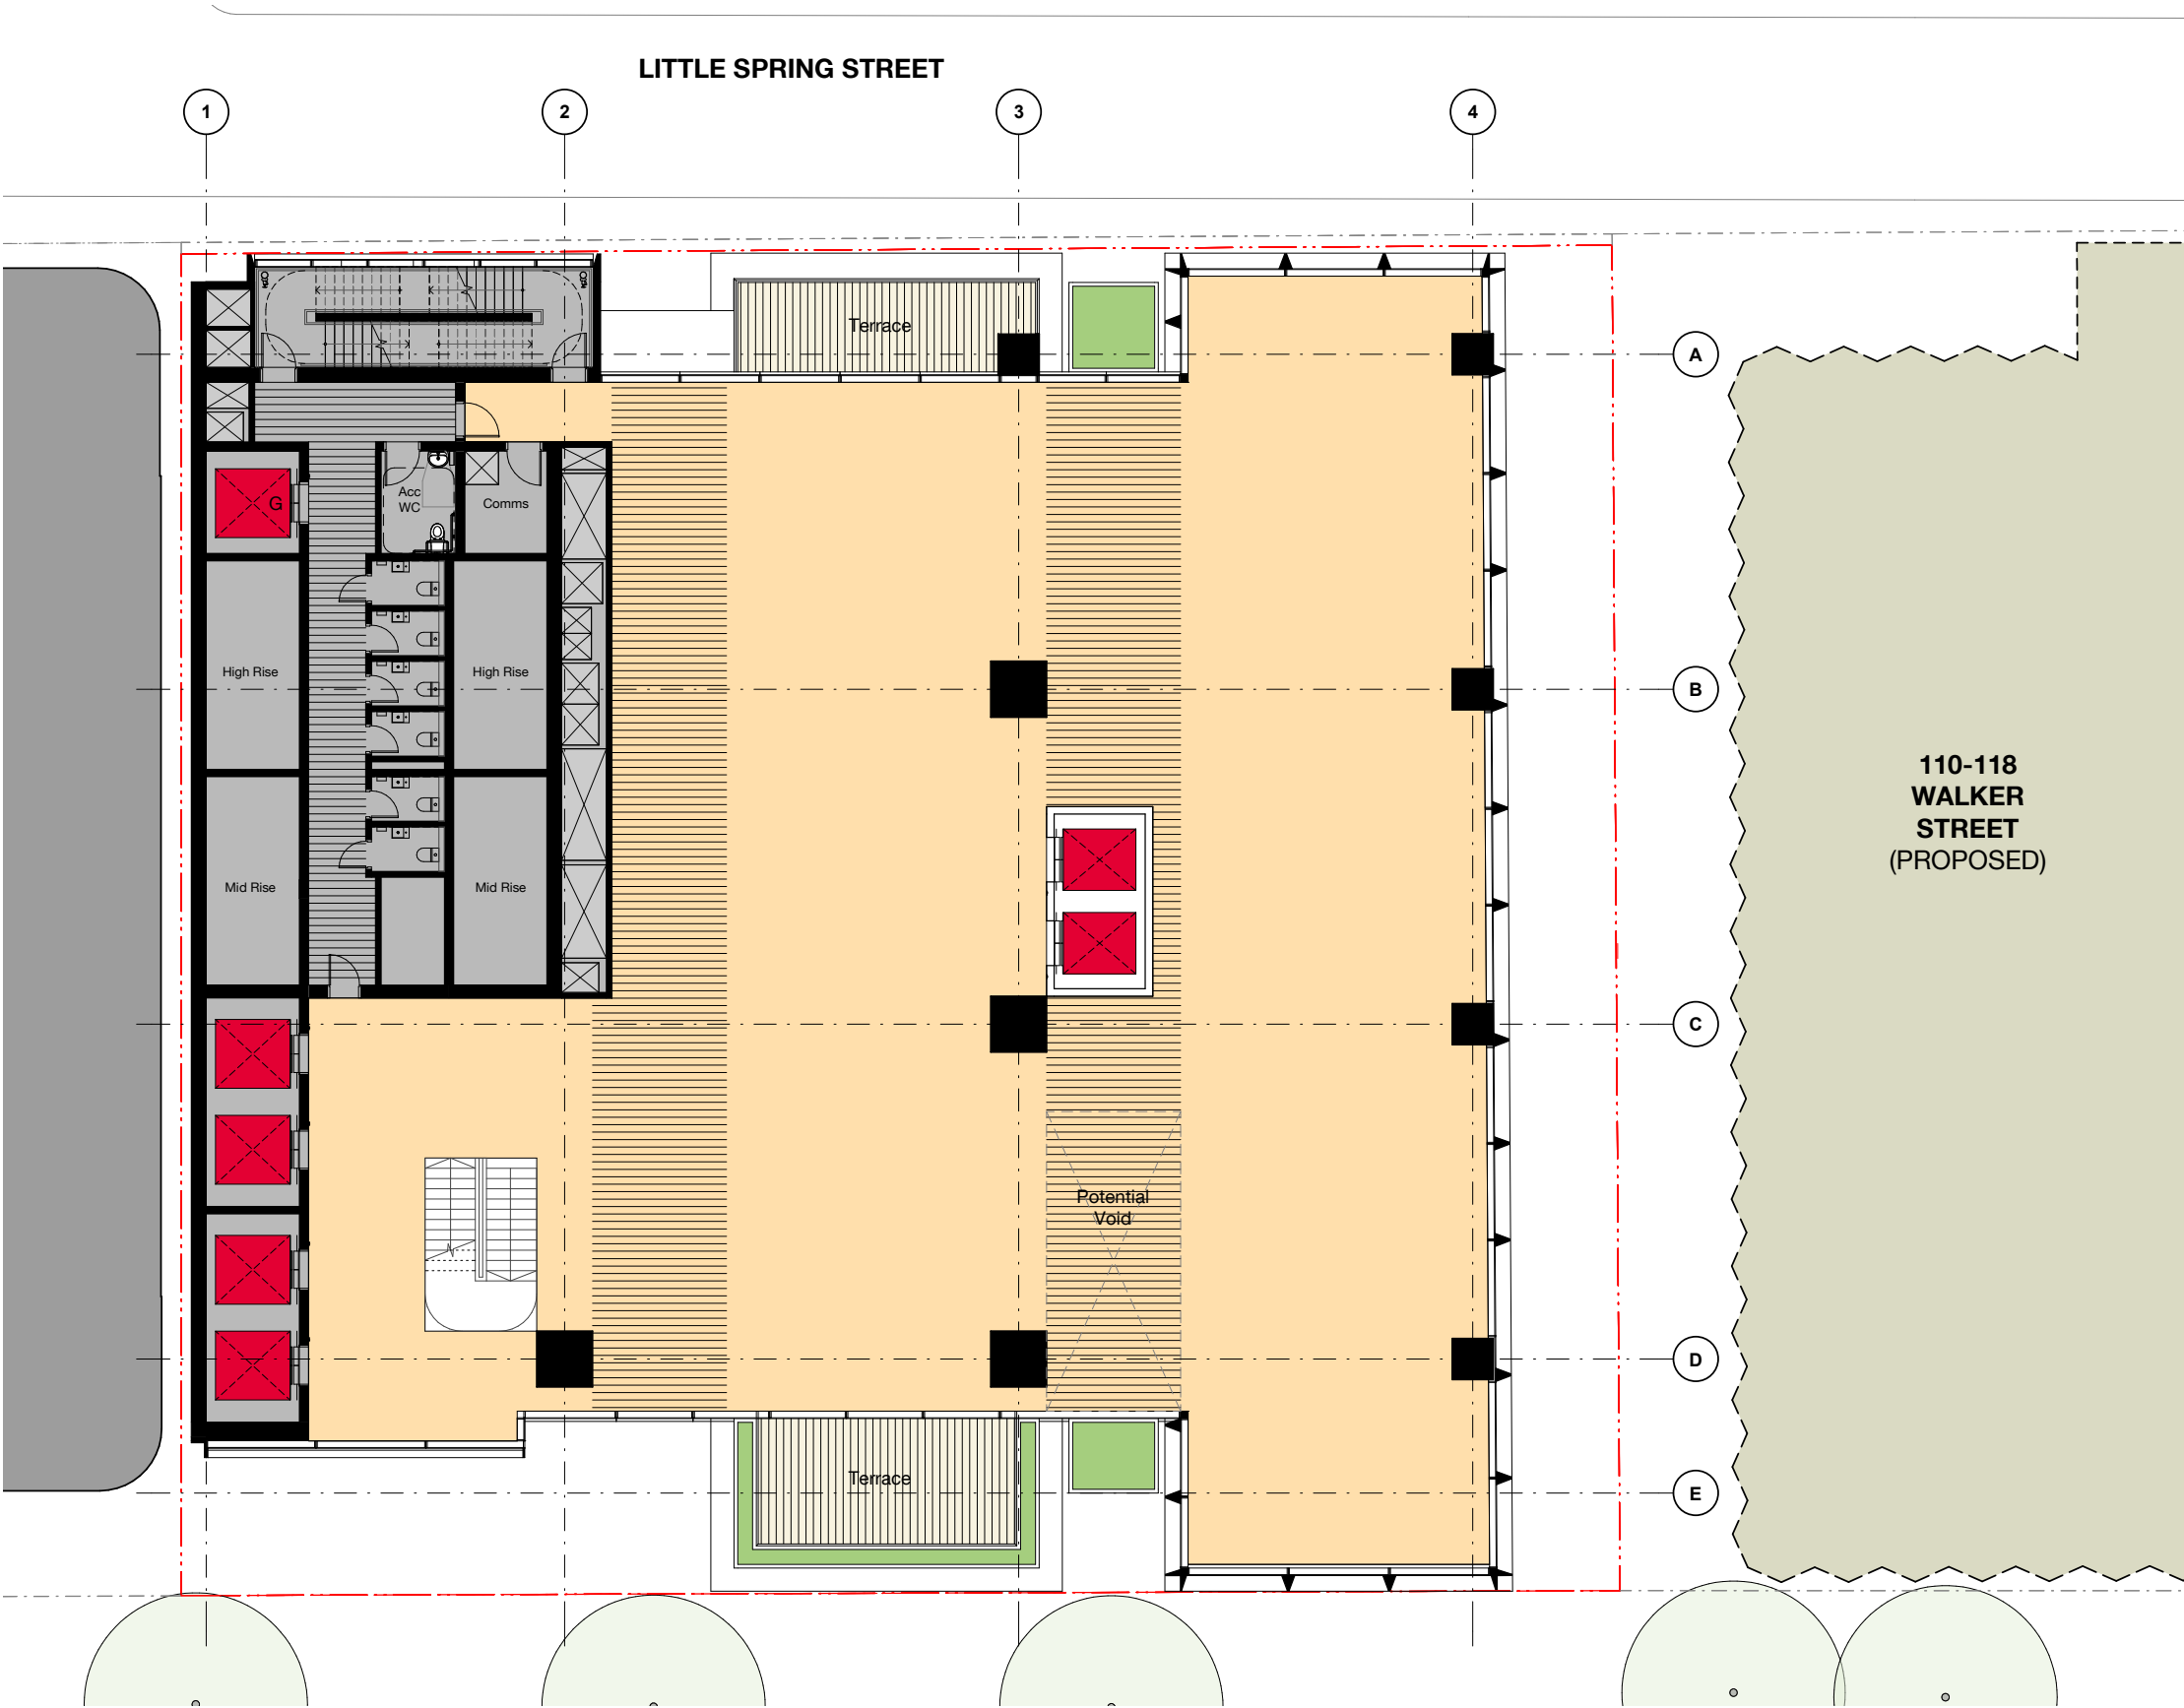 LITTLE SPRING STREET
1
2
3
4
Terrace
A
G
Acc
WC
Comms
High Rise
High Rise
B
110-118
WALKER
STREET
(PROPOSED)
Mid Rise
Mid Rise
C
Potential
Void
D
Terrace
E